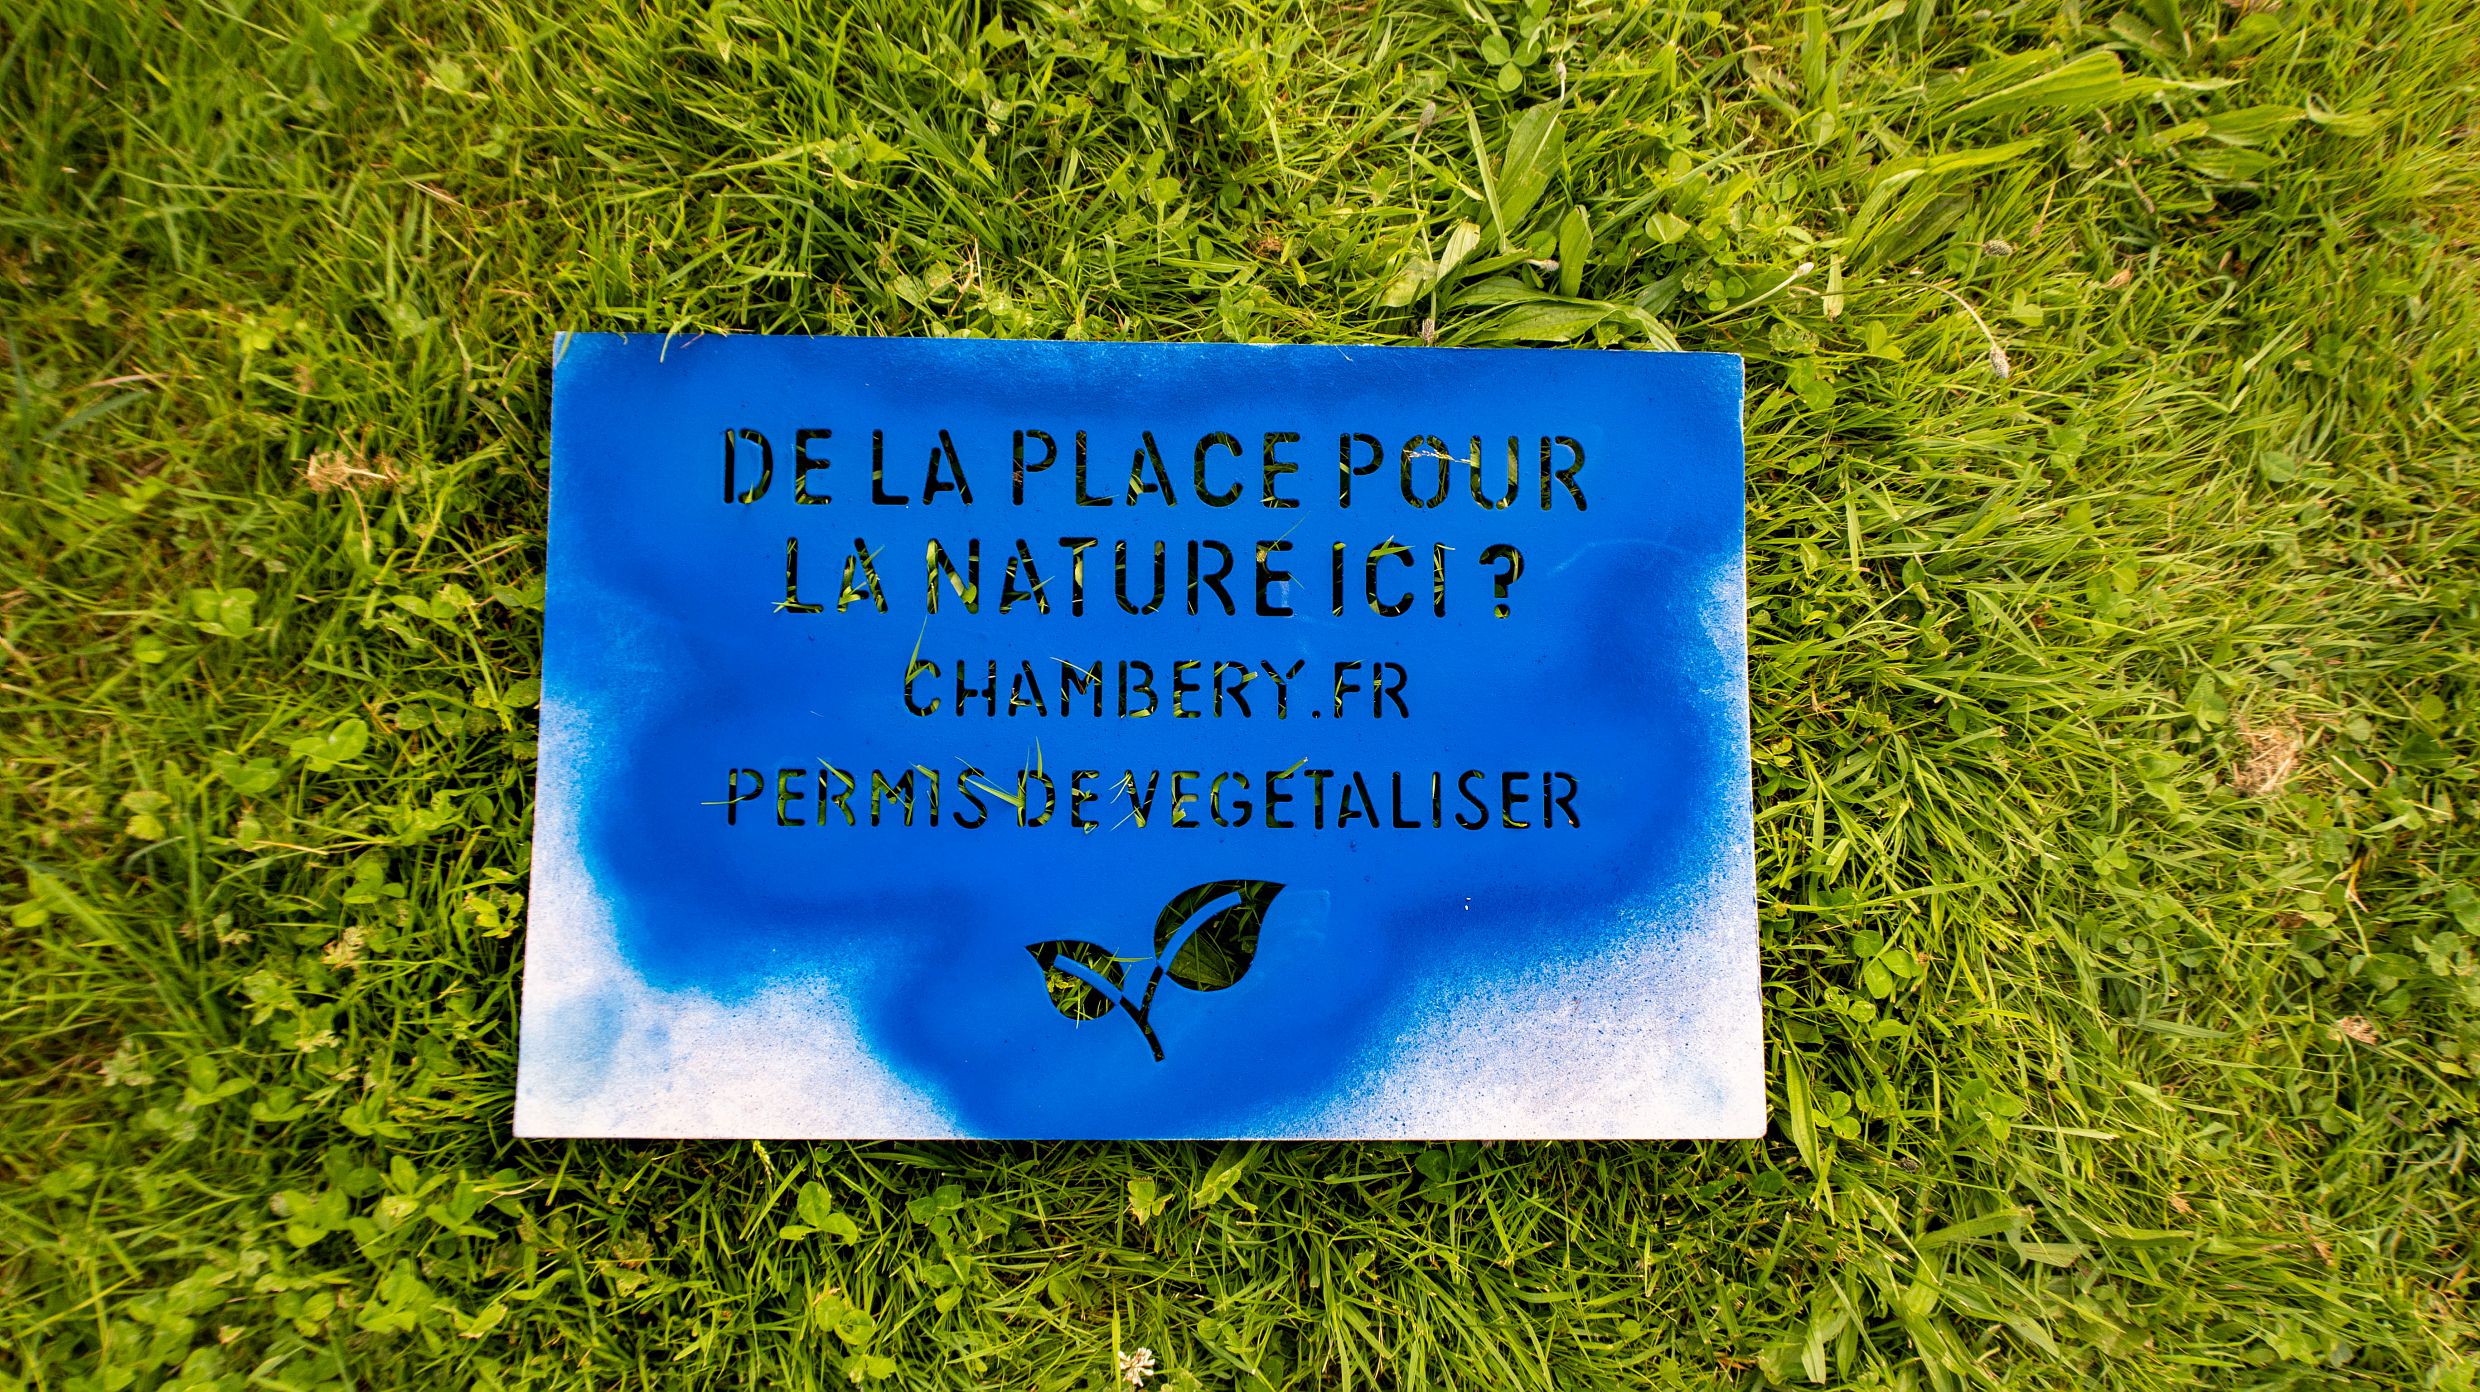 DE LA PLACE POUR
LA NATURE ICI ?
CHAMBERY.FR
PERMIS DE VEGETALISER